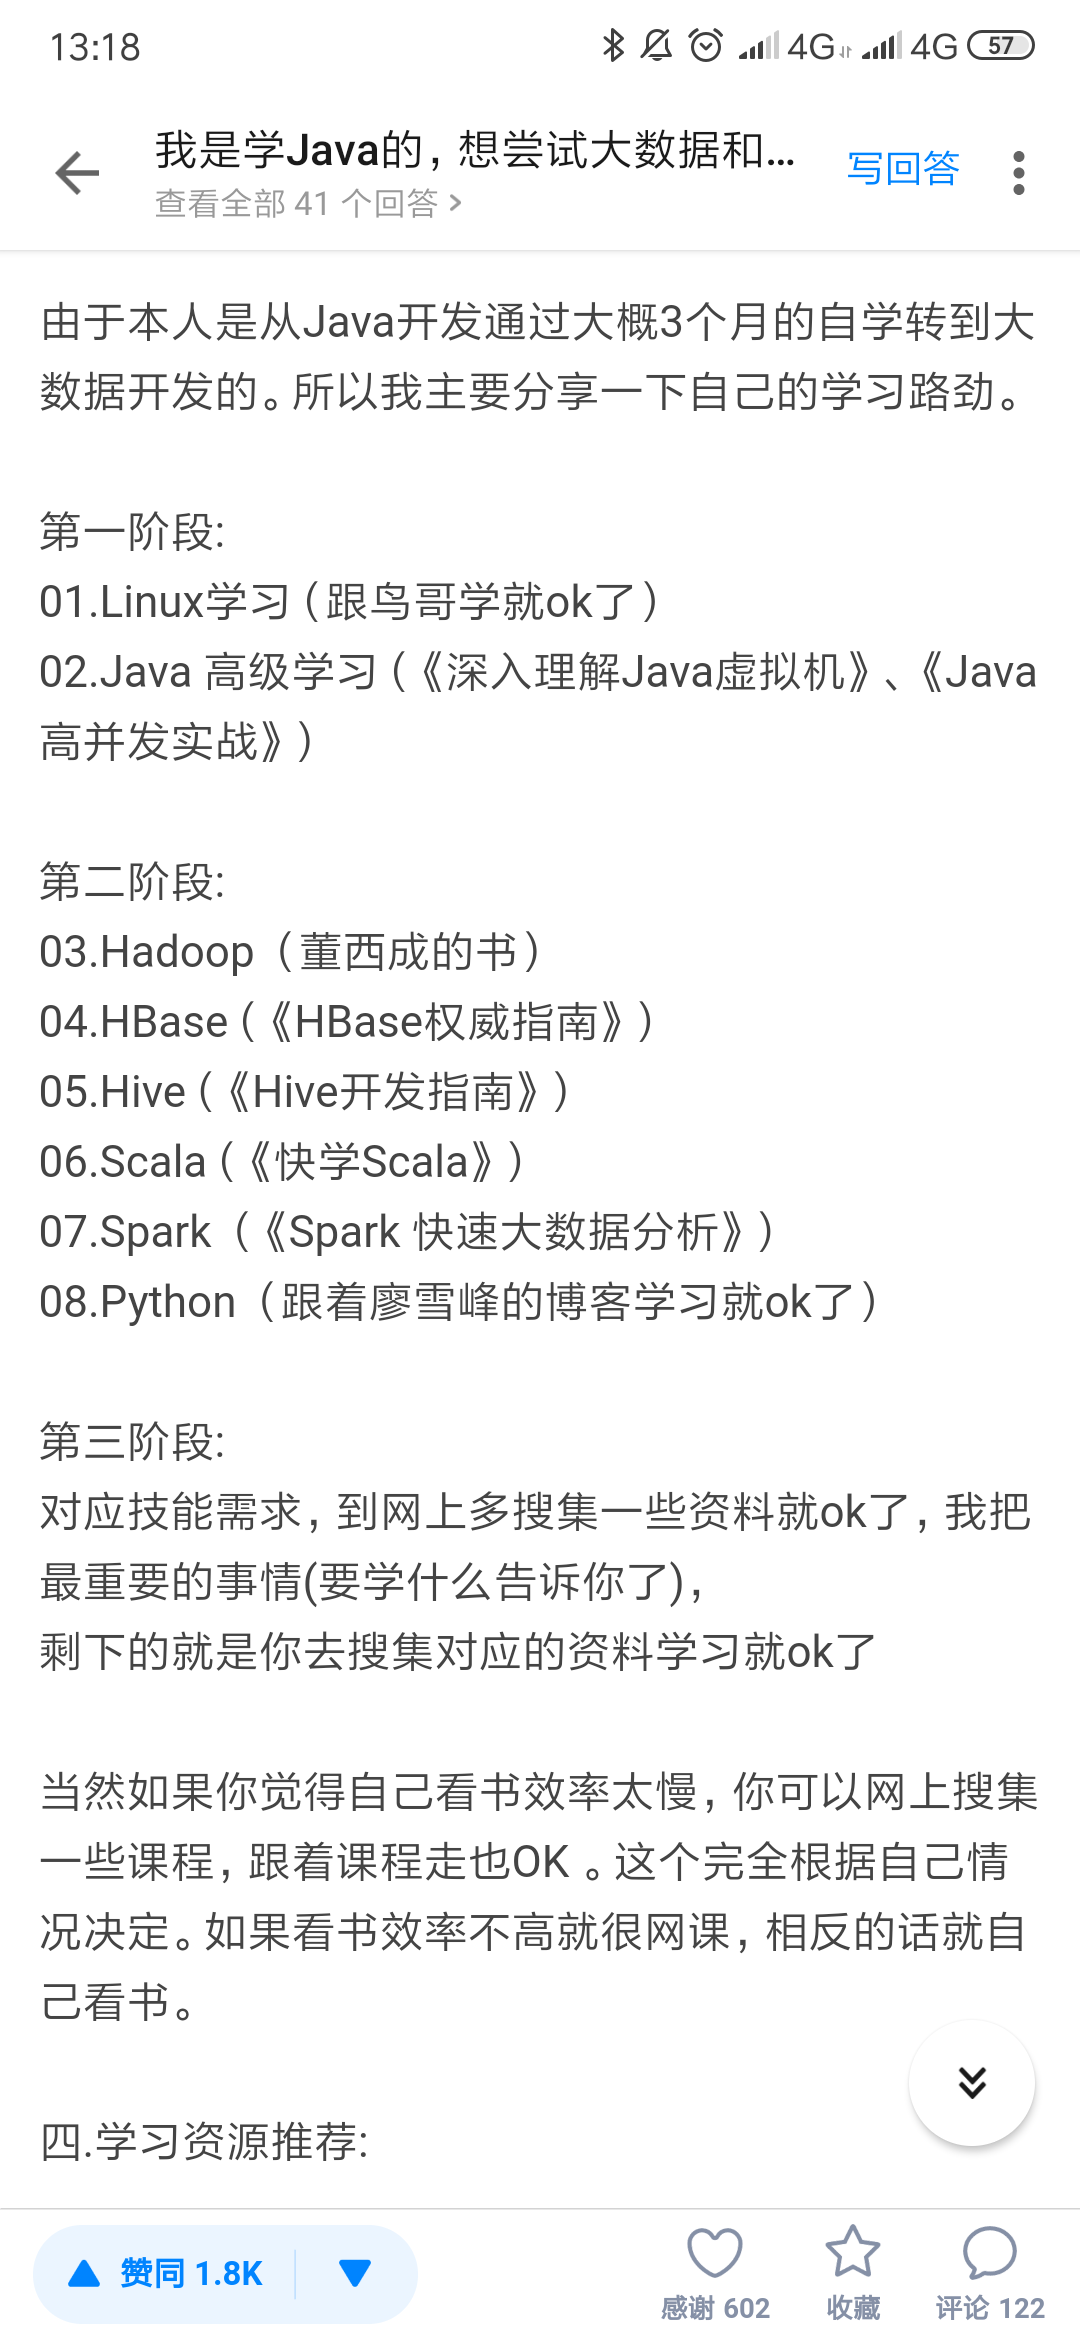 13:18
4G 4G 57
我是学Java的，想尝试大数据和...
写回答
查看全部 41 个回答 >
由于本人是从Java开发通过大概3个月的自学转到大
数据开发的。所以我主要分享一下自己的学习路劲。
第一阶段:
01.Linux学习（跟鸟哥学就ok了）
02.Java 高级学习 (《深入理解Java虚拟机》、《Java
高并发实战》)
第二阶段:
03.Hadoop（董西成的书）
04.HBase (《HBase权威指南》)
05.Hive (《Hive开发指南》)
06.Scala (《快学Scala》)
07.Spark （《Spark 快速大数据分析》)
08.Python（跟着廖雪峰的博客学习就ok了）
第三阶段:
对应技能需求，到网上多搜集一些资料就ok了，我把
最重要的事情(要学什么告诉你了)，
剩下的就是你去搜集对应的资料学习就ok了
当然如果你觉得自己看书效率太慢，你可以网上搜集
一些课程，跟着课程走也OK 。这个完全根据自己情
况决定。如果看书效率不高就很网课，相反的话就自
己看书。
四.学习资源推荐:
赞同 1.8K
感谢 602
收藏
评论 122